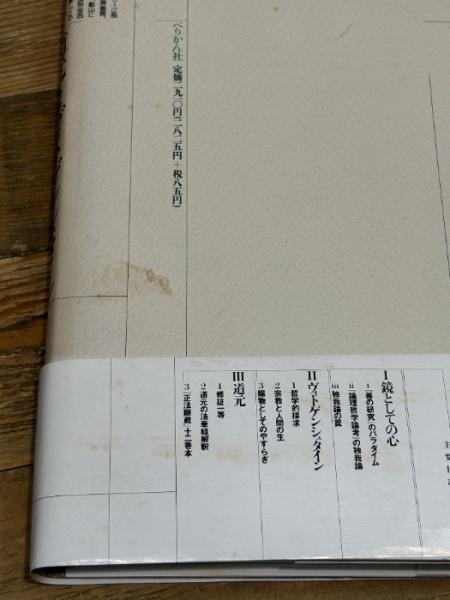 ぺりかん社 定価二九一〇円(二八二五円+税八五円)
I 鏡としての心
i 『善の研究』のパラダイム
ii 『論理哲学論考』の独我論
iii 独我論の罠
II ヴィトゲンシュタイン
1 哲学的探求
2 宗教と人間の生
3 賜物としてのやすらぎ
III 道元
1 修証一等
2 道元の法華経解釈
3 『正法眼蔵』十二巻本